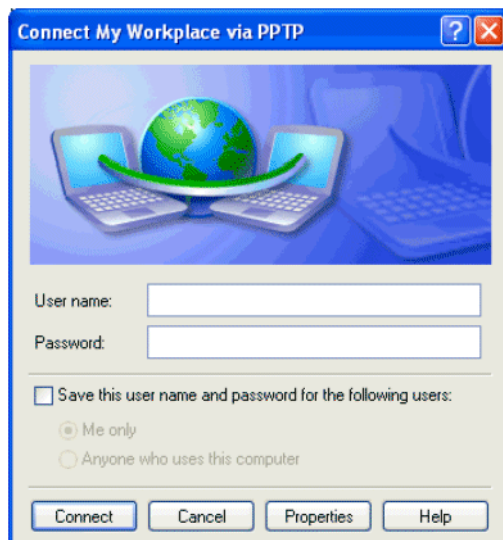 Connect My Workplace via PPTP
User name:
Password:
Save this user name and password for the following users:
Me only
Anyone who uses this computer
Connect Cancel Properties Help